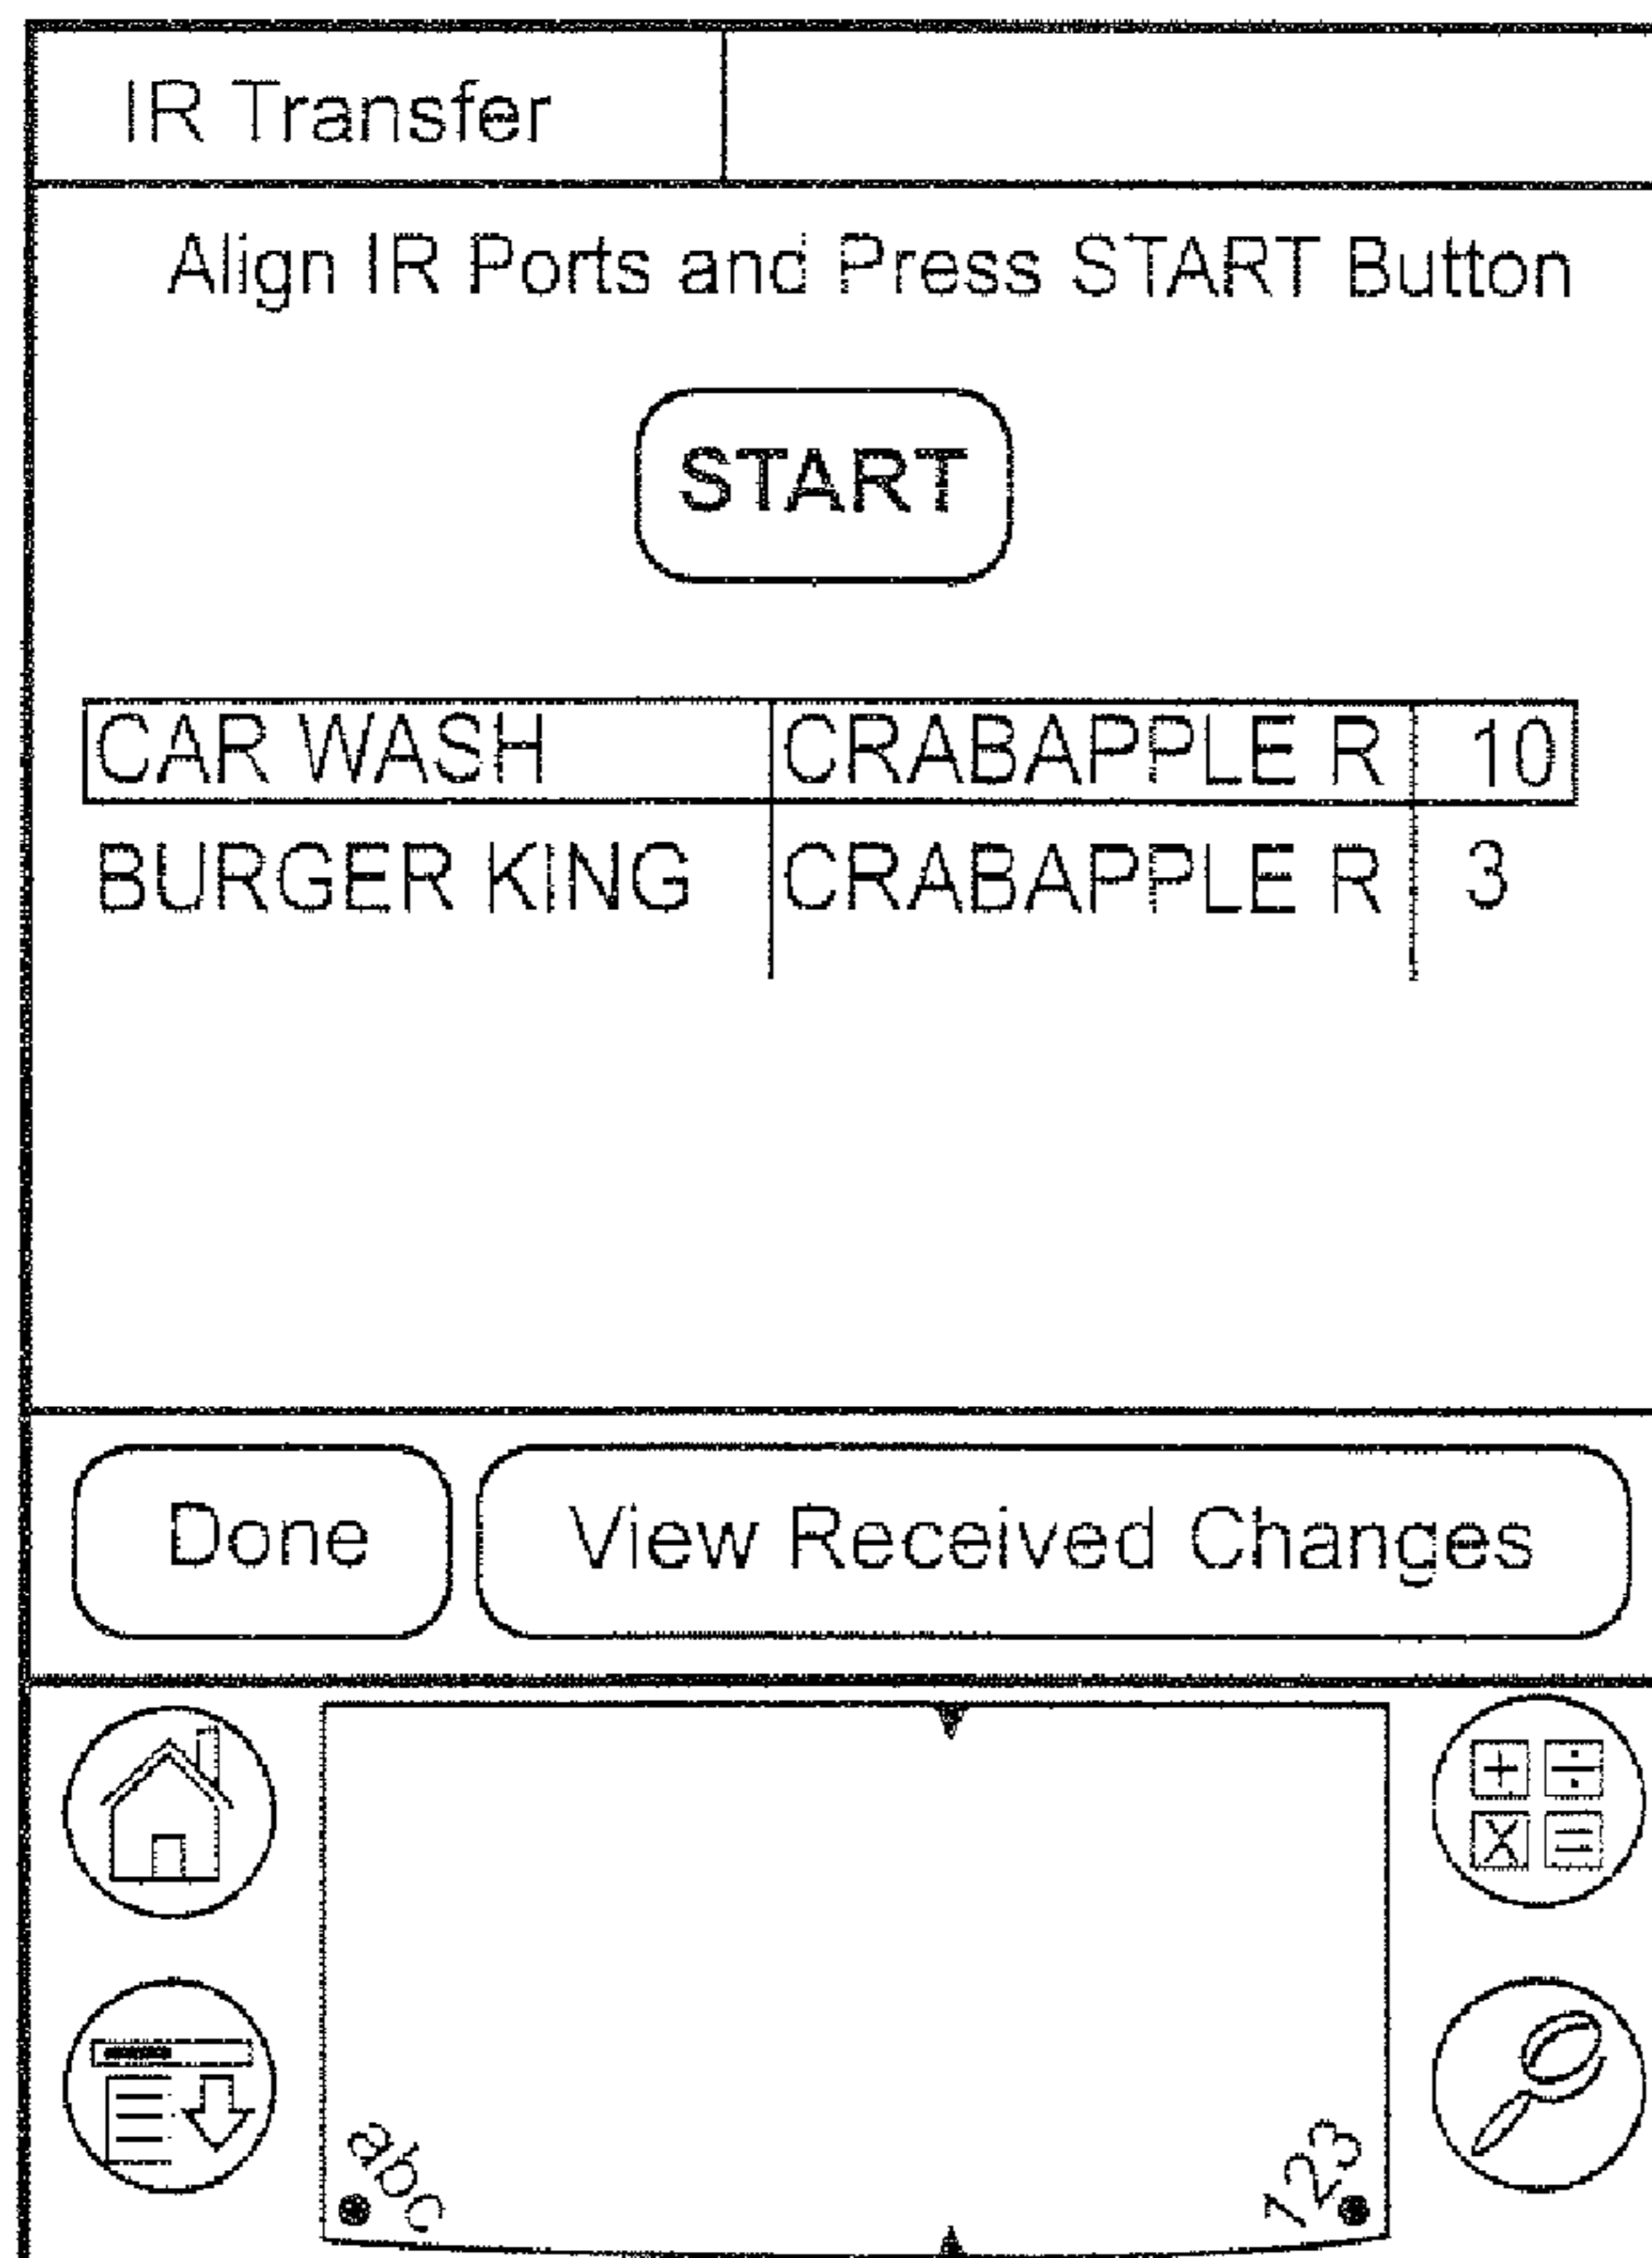 IR Transfer
Align IR Ports and Press START Button
START
CAR WASH CRABAPPLE R 10
BURGER KING CRABAPPLE R 3
Done View Received Changes
abc 123